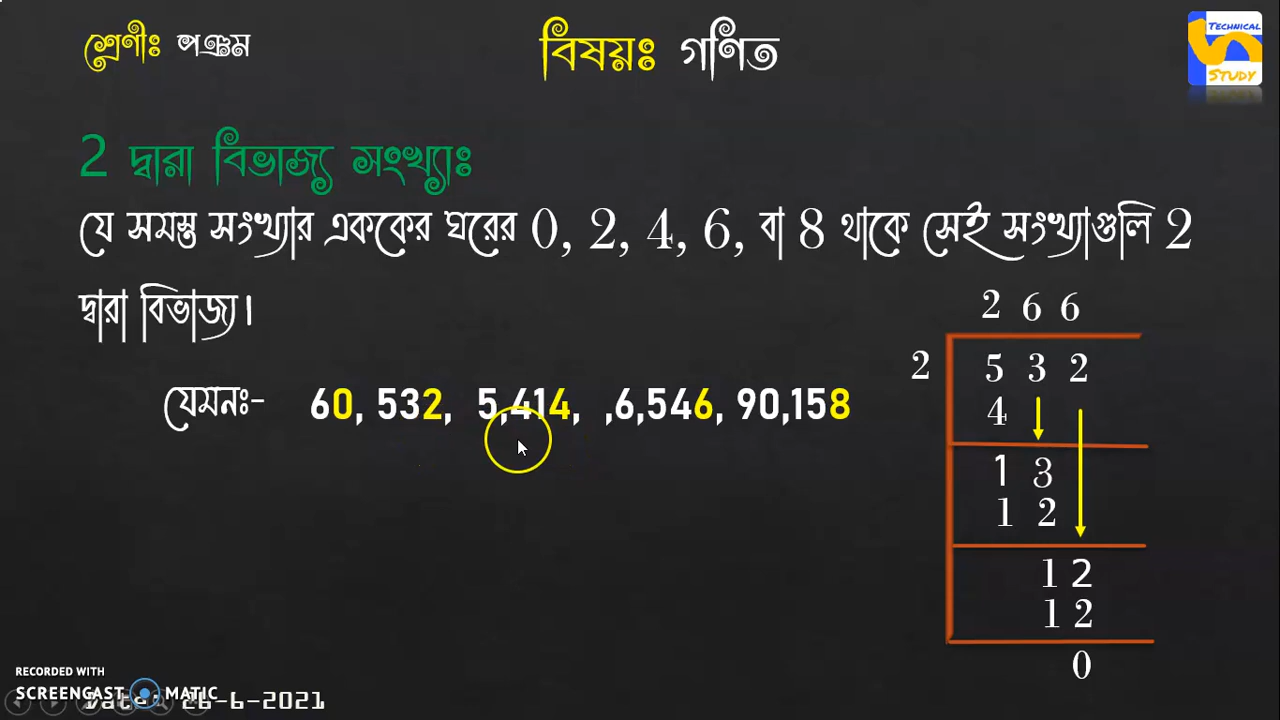 শ্রেণীঃ পঞ্চম
বিষয়ঃ গণিত
TECHNICAL
STUDY
2 দ্বারা বিভাজ্য সংখ্যাঃ
যে সমস্ত সংখ্যার এককের ঘরের 0, 2, 4, 6, বা 8 থাকে সেই সংখ্যাগুলি 2
দ্বারা বিভাজ্য।
যেমনঃ- 60, 532, 5,414, ,6,546, 90,158
2 6 6
2 5 3 2
4
1 3
1 2
1 2
1 2
0
RECORDED WITH
SCREENCAST MATIC
Date: 26-6-2021